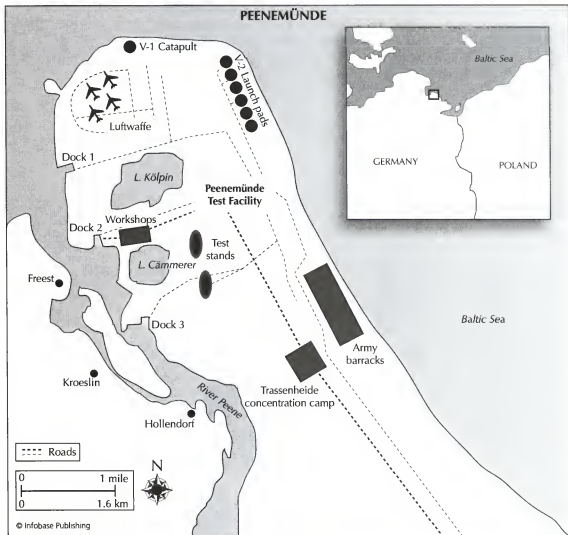 PEENEMÜNDE
V-1 Catapult
V-2 Launch pads
Luftwaffe
Baltic Sea
GERMANY
POLAND
Dock 1
L. Kölpin
Peenemünde
Test Facility
Workshops
Dock 2
Test
stands
L. Cämmerer
Freest
Baltic Sea
Dock 3
Army
barracks
Kroeslin
River Peene
Trassenheide
concentration camp
Hollendorf
Roads
N
0 1 mile
0 1.6 km
© Infobase Publishing